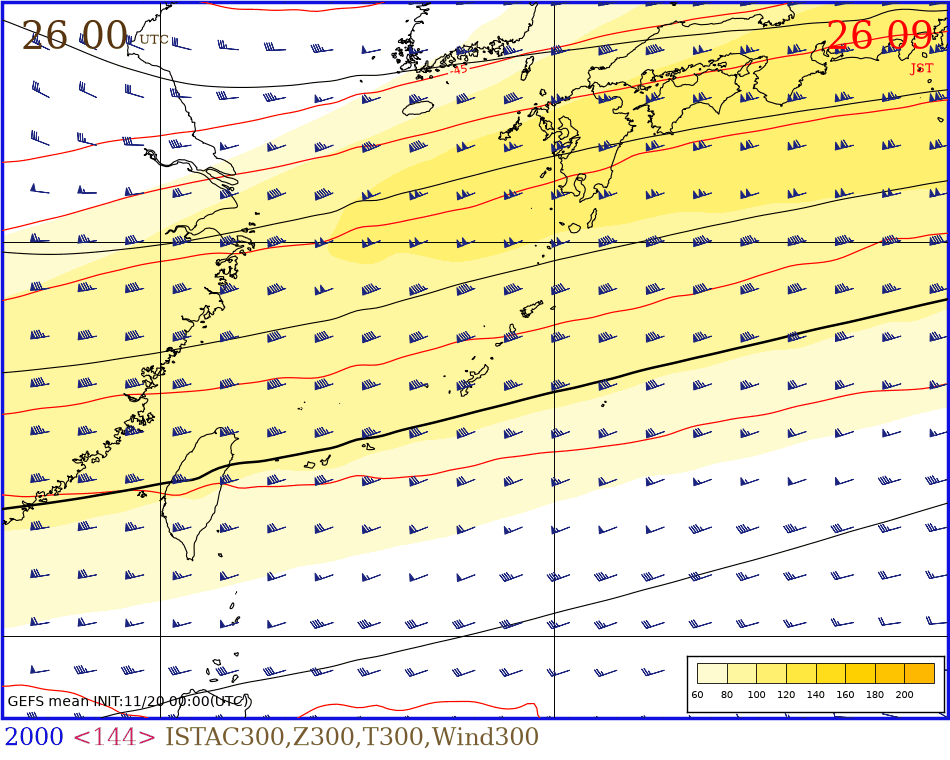 26 00 UTC
26 09
JST
-45
60 80 100 120 140 160 180 200
GEFS mean INIT:11/20 00:00(UTC)
2000 <144> ISTAC300,Z300,T300,Wind300